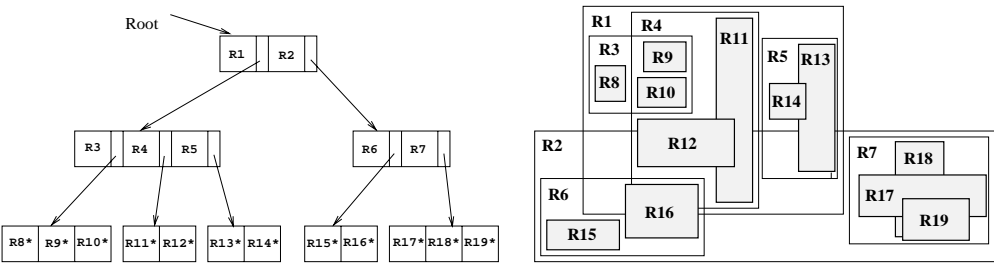 Root
R1 R2
R3 R4 R5
R6 R7
R8* R9* R10*
R11* R12*
R13* R14*
R15* R16*
R17* R18* R19*
R1
R4
R11
R3
R9
R5
R13
R8
R10
R14
R2
R12
R7
R18
R6
R17
R16
R19
R15